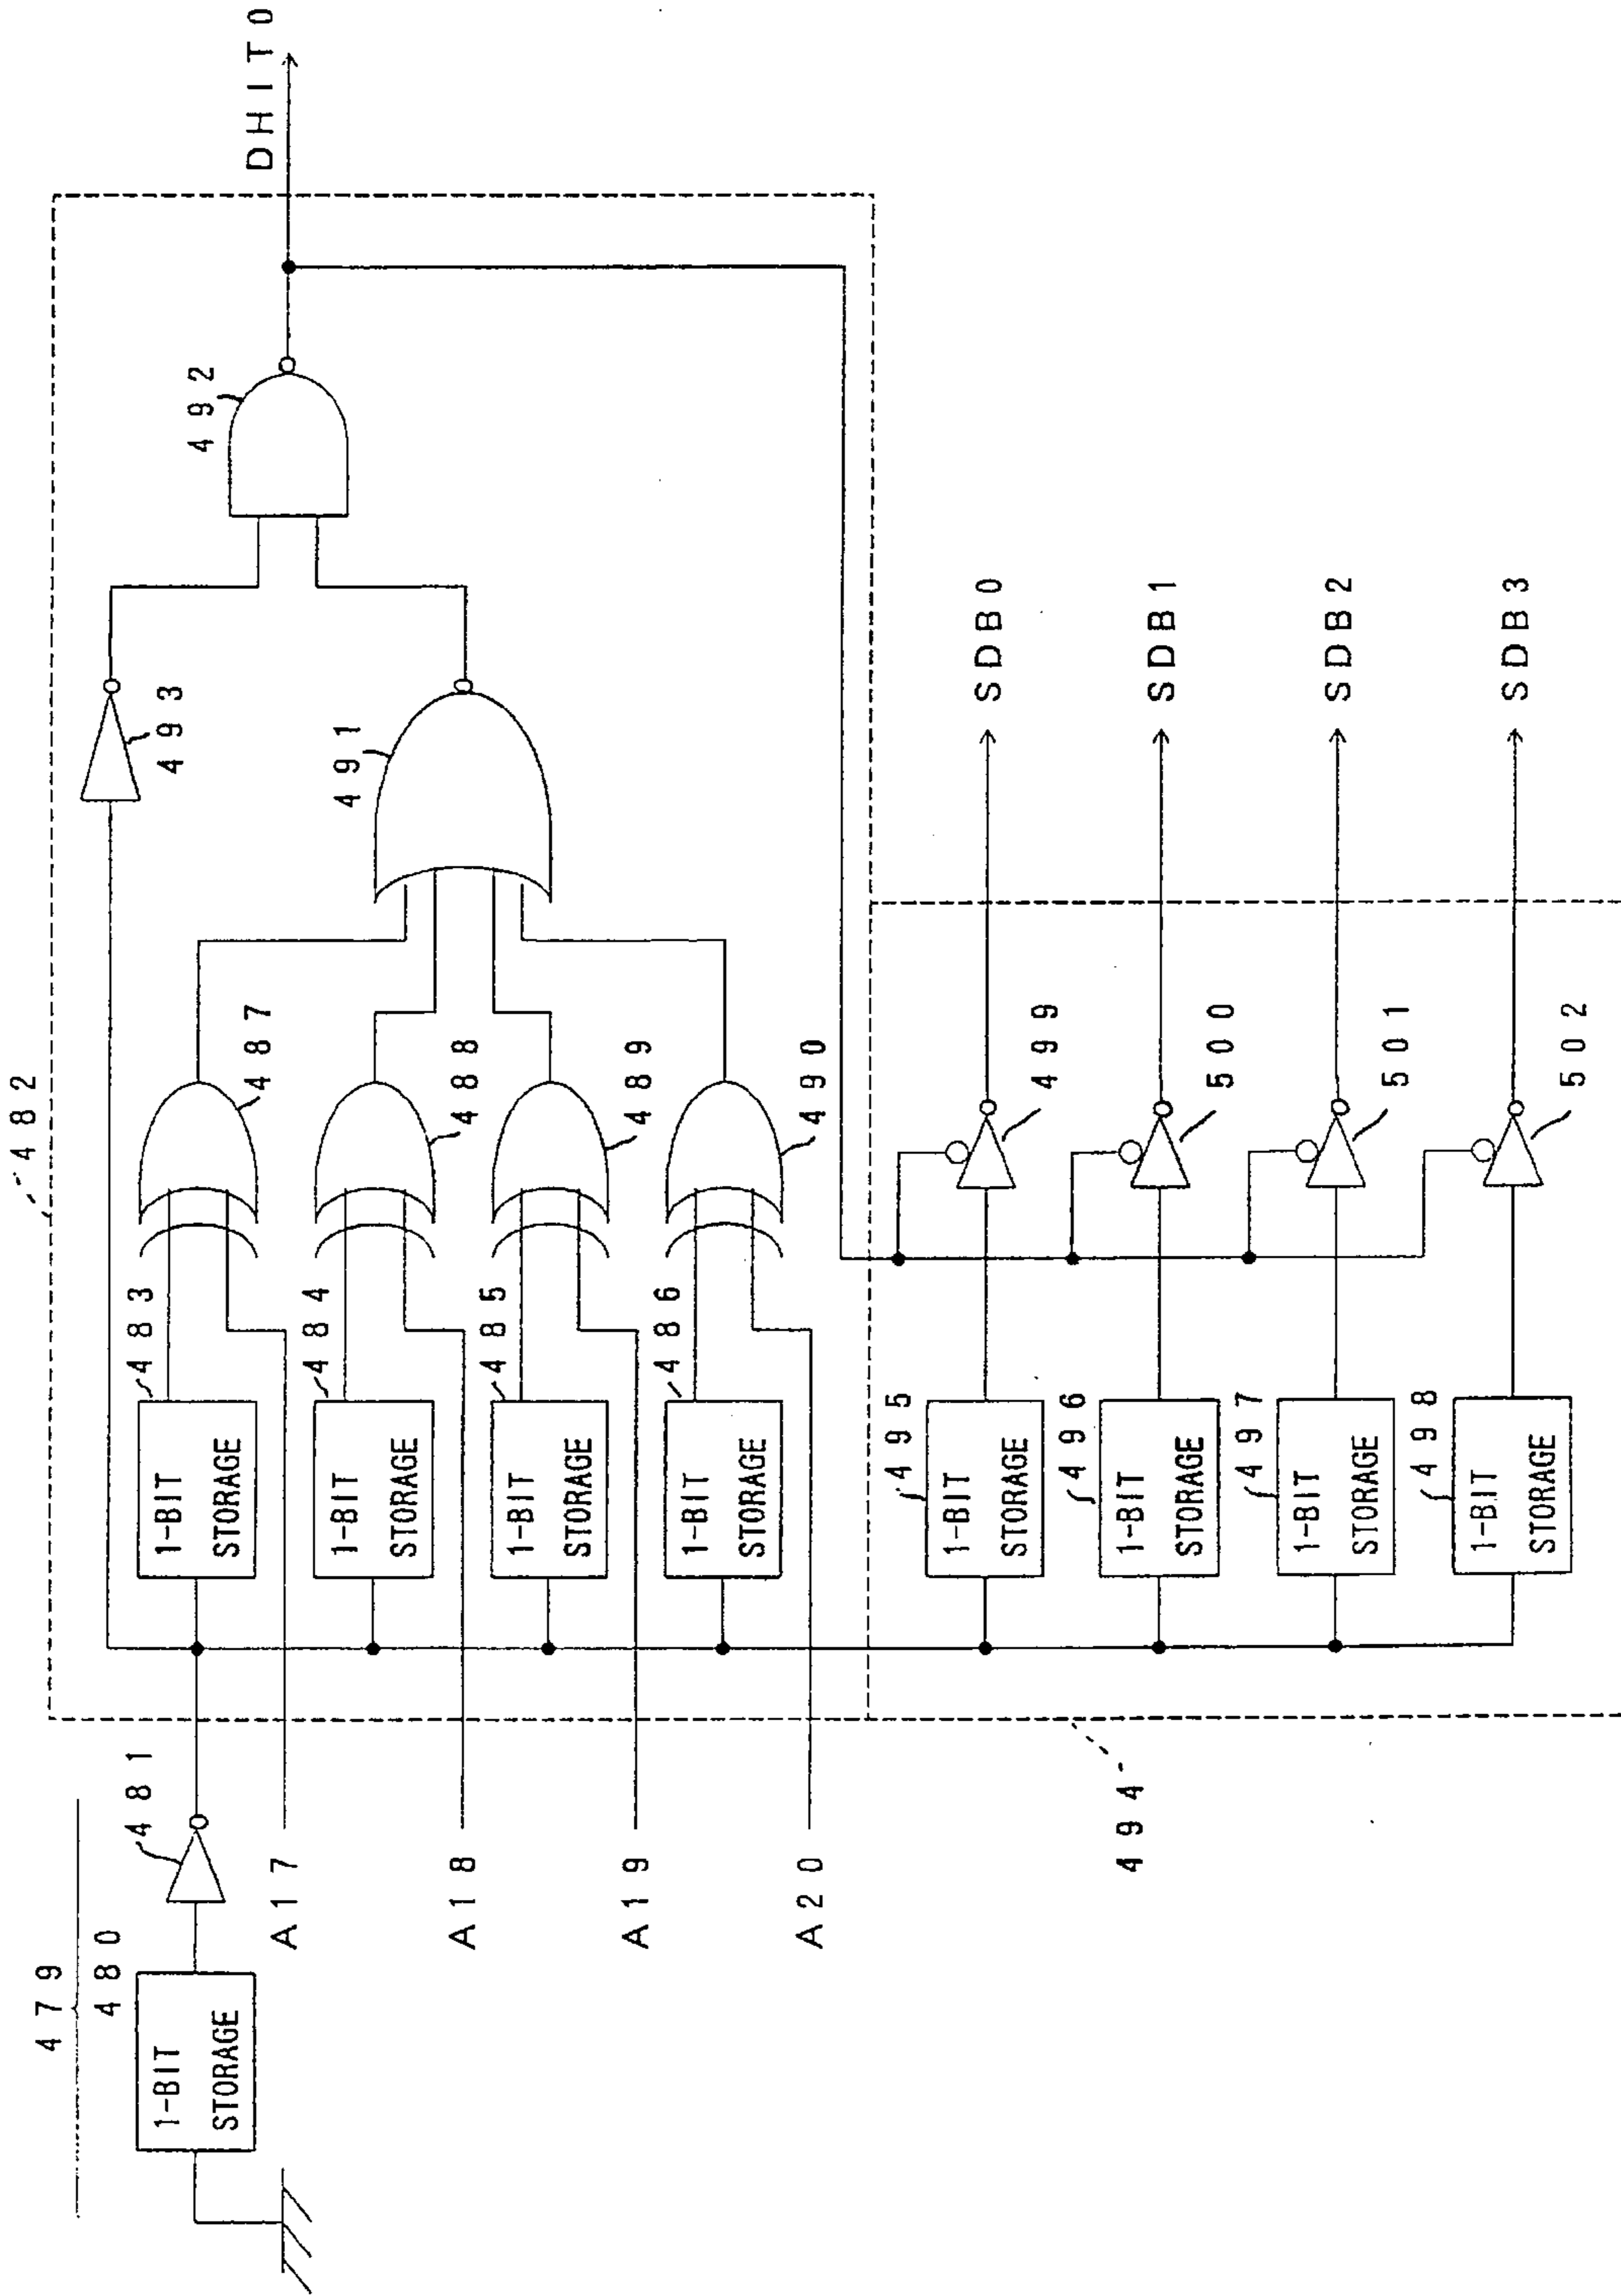 479
480
1-BIT
STORAGE
481
482
A17
A18
A19
A20
1-BIT
STORAGE
483
1-BIT
STORAGE
484
1-BIT
STORAGE
485
1-BIT
STORAGE
486
487
488
489
490
491
493
492
DHIT0
494
1-BIT
STORAGE
495
1-BIT
STORAGE
496
1-BIT
STORAGE
497
1-BIT
STORAGE
498
499
500
501
502
SDB0
SDB1
SDB2
SDB3